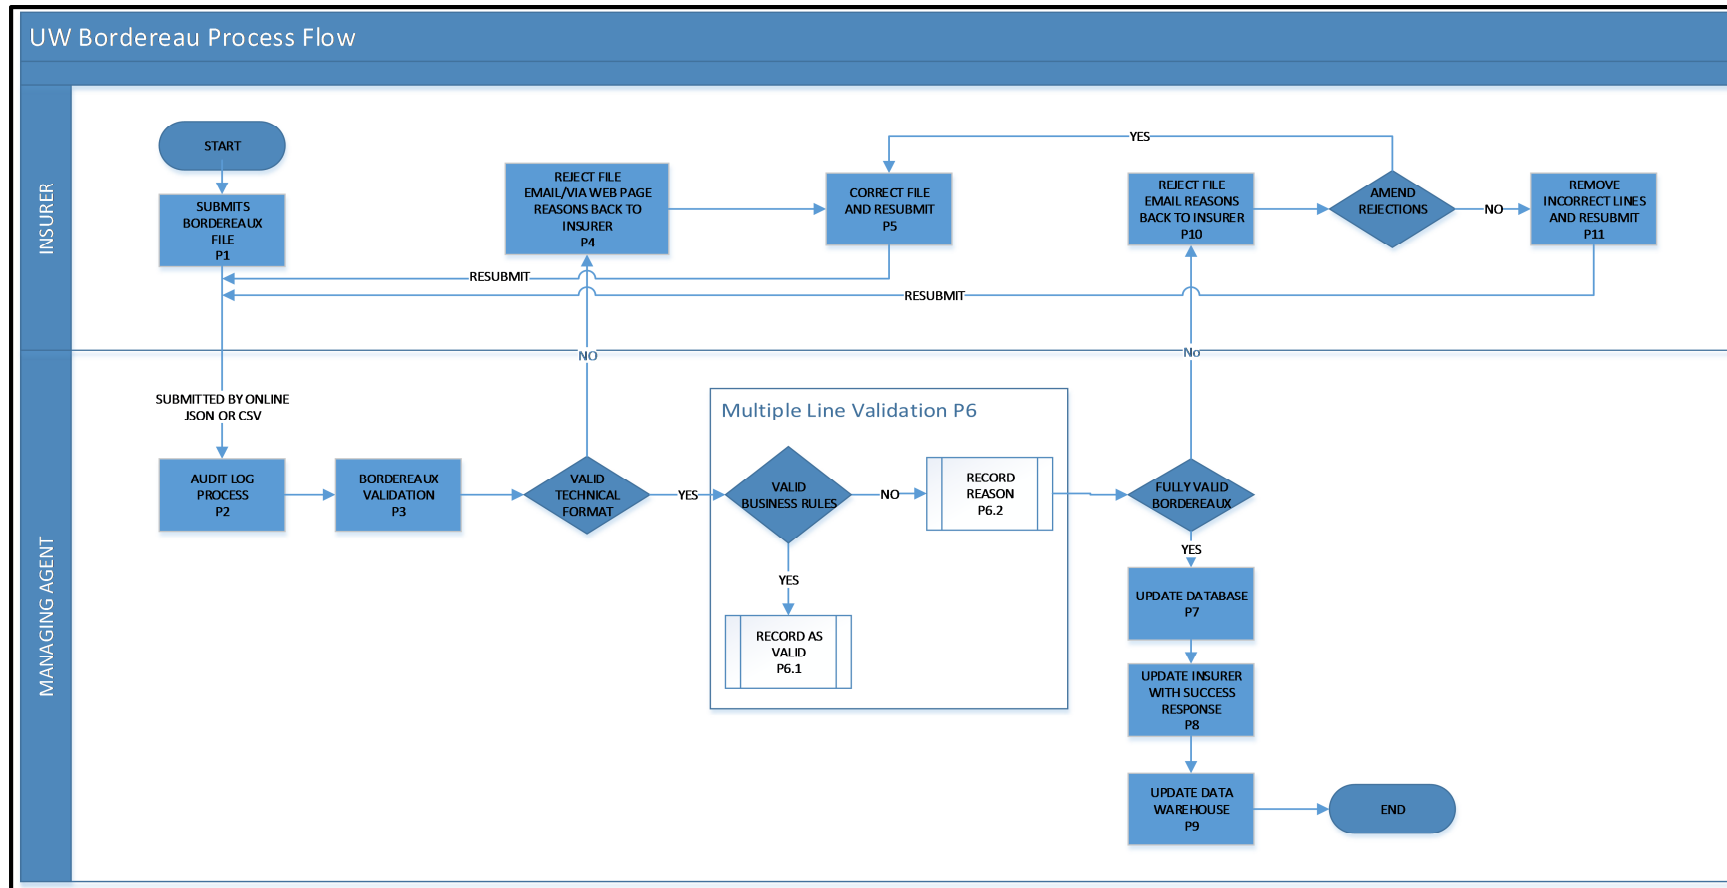 UW Bordereau Process Flow
INSURER
START
SUBMITS
BORDEREAUX
FILE
P1
REJECT FILE
EMAIL/VIA WEB PAGE
REASONS BACK TO
INSURER
P4
CORRECT FILE
AND RESUBMIT
P5
YES
REJECT FILE
EMAIL REASONS
BACK TO INSURER
P10
AMEND
REJECTIONS
NO
REMOVE
INCORRECT LINES
AND RESUBMIT
P11
RESUBMIT
RESUBMIT
NO
No
MANAGING AGENT
SUBMITTED BY ONLINE
JSON OR CSV
AUDIT LOG
PROCESS
P2
BORDEREAUX
VALIDATION
P3
VALID
TECHNICAL
FORMAT
YES
Multiple Line Validation P6
VALID
BUSINESS RULES
NO
RECORD
REASON
P6.2
YES
RECORD AS
VALID
P6.1
FULLY VALID
BORDEREAUX
YES
UPDATE DATABASE
P7
UPDATE INSURER
WITH SUCCESS
RESPONSE
P8
UPDATE DATA
WAREHOUSE
P9
END